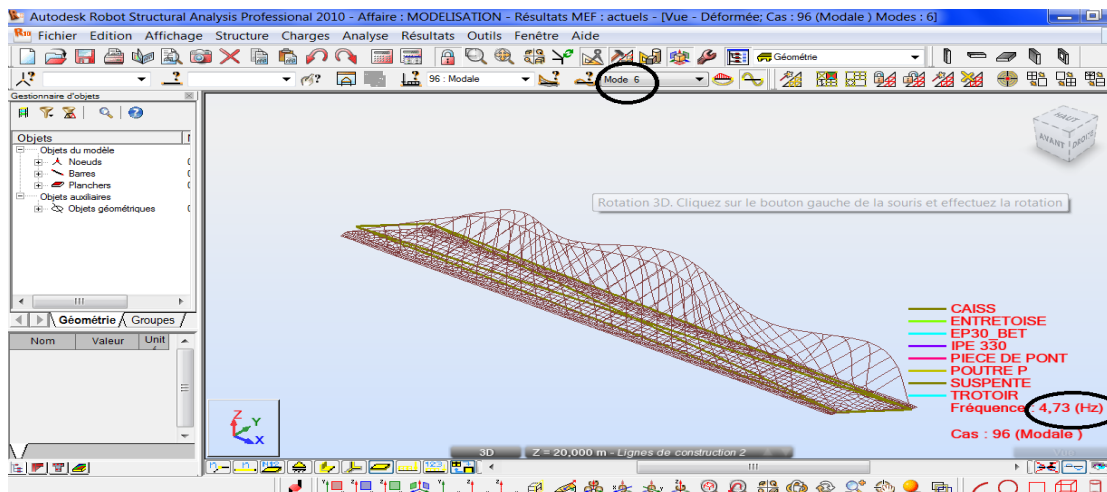 Autodesk Robot Structural Analysis Professional 2010 - Affaire : MODELISATION - Résultats MEF : actuels - [Vue - Déformée; Cas : 96 (Modale ) Modes : 6]
Fichier Edition Affichage Structure Charges Analyse Résultats Outils Fenêtre Aide
Géométrie
96 : Modale
Mode 6
Gestionnaire d'objets
Objets
Objets du modèle
Noeuds
Barres
Planchers
Objets auxiliaires
Objets géométriques
Géométrie
Groupes
Nom Valeur Unit
HAUT
AVANT
DROITE
Rotation 3D. Cliquez sur le bouton gauche de la souris et effectuez la rotation
CAISS
ENTRETOISE
EP30_BET
IPE 330
PIECE DE PONT
POUTRE P
SUSPENTE
TROTOIR
Fréquence : 4,73 (Hz)
Cas : 96 (Modale )
Z
Y
X
3D
Z = 20,000 m - Lignes de construction 2